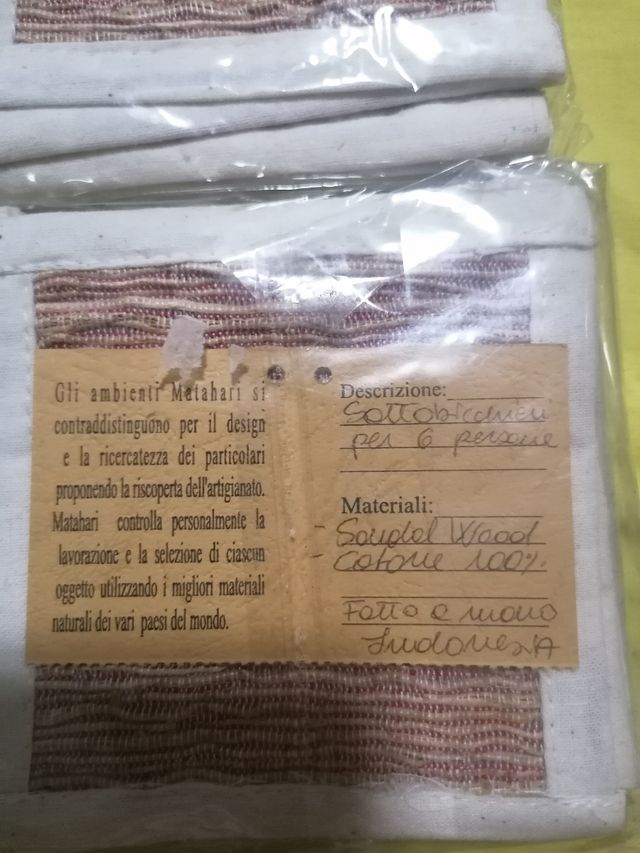 Gli ambienti Matahari si
contraddistinguono per il design
e la ricercatezza dei particolari
proponendo la riscoperta dell'artigianato.
Matahari controlla personalmente la
lavorazione e la selezione di ciascun
oggetto utilizzando i migliori materiali
naturali dei vari paesi del mondo.
Descrizione:
Sottobicchieri
per 6 persone
Materiali:
- Sandal Wood
- Cotone 100%
Fatto a mano
IndonesiA